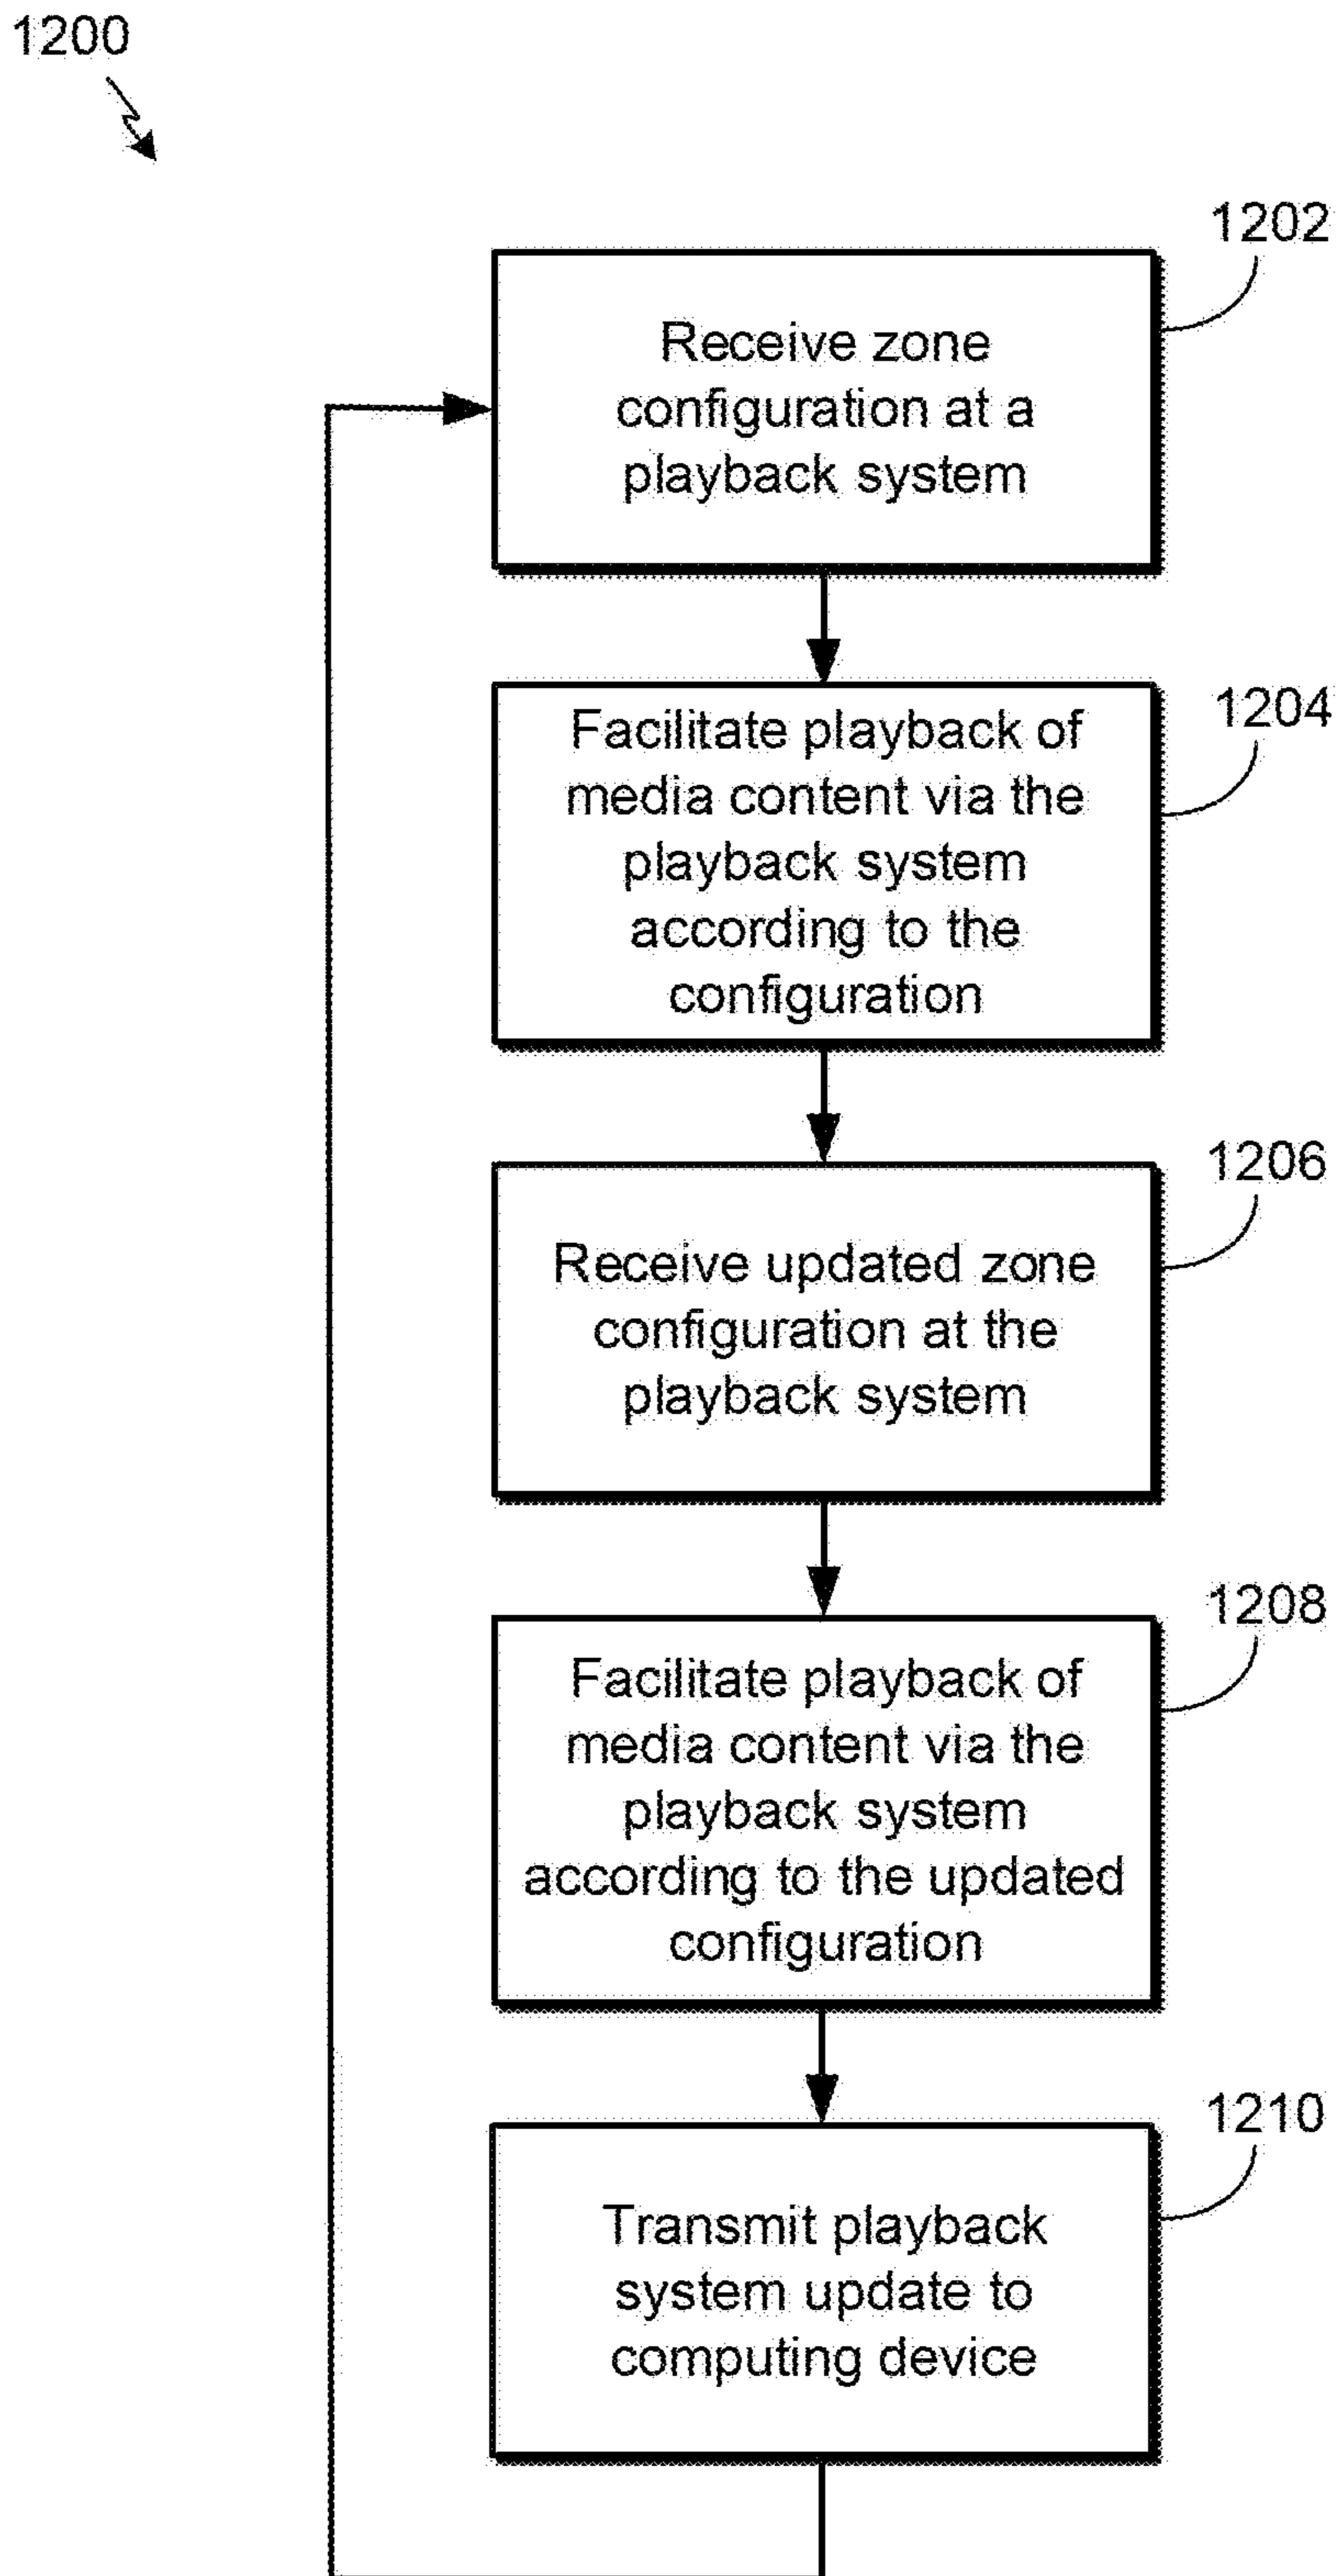 1200
1202
Receive zone
configuration at a
playback system
1204
Facilitate playback of
media content via the
playback system
according to the
configuration
1206
Receive updated zone
configuration at the
playback system
1208
Facilitate playback of
media content via the
playback system
according to the updated
configuration
1210
Transmit playback
system update to
computing device